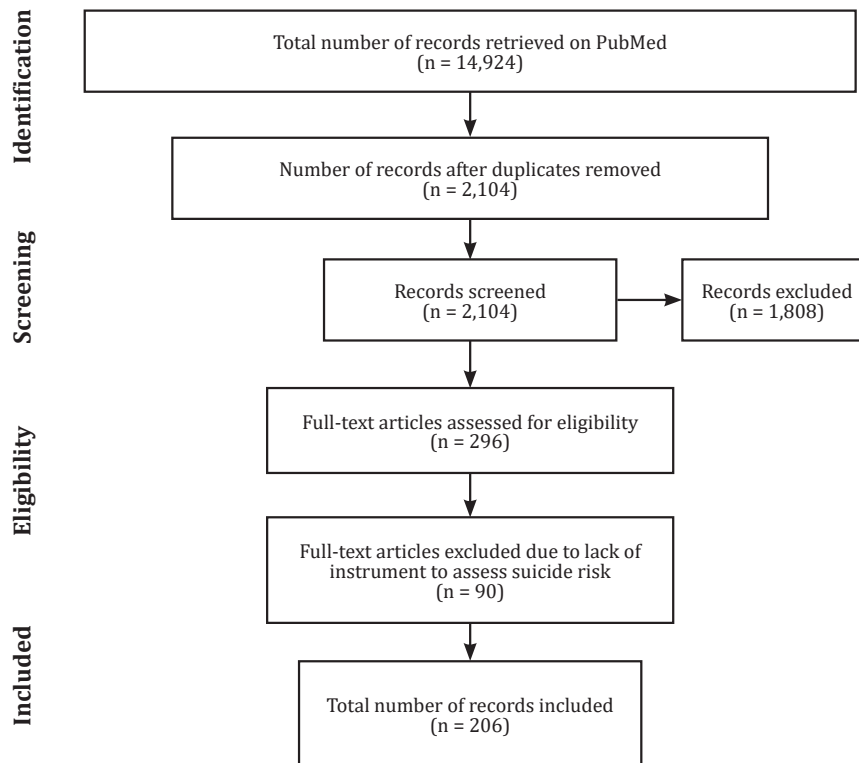 Identification
Total number of records retrieved on PubMed
(n = 14,924)
Number of records after duplicates removed
(n = 2,104)
Screening
Records screened
(n = 2,104)
Records excluded
(n = 1,808)
Eligibility
Full-text articles assessed for eligibility
(n = 296)
Full-text articles excluded due to lack of
instrument to assess suicide risk
(n = 90)
Included
Total number of records included
(n = 206)